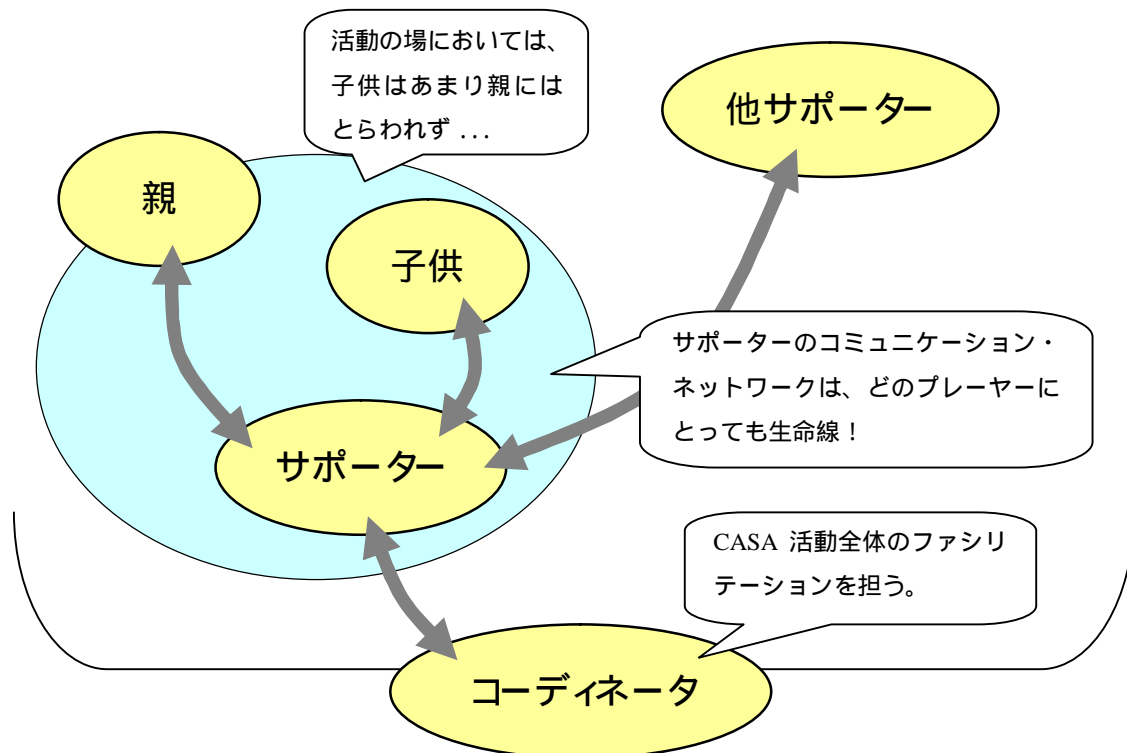 活動の場においては、
子供はあまり親には
とらわれず ...
他サポーター
親
子供
サポーターのコミュニケーション・
ネットワークは、どのプレーヤーに
とっても生命線！
サポーター
CASA 活動全体のファシリ
テーションを担う。
コーディネータ